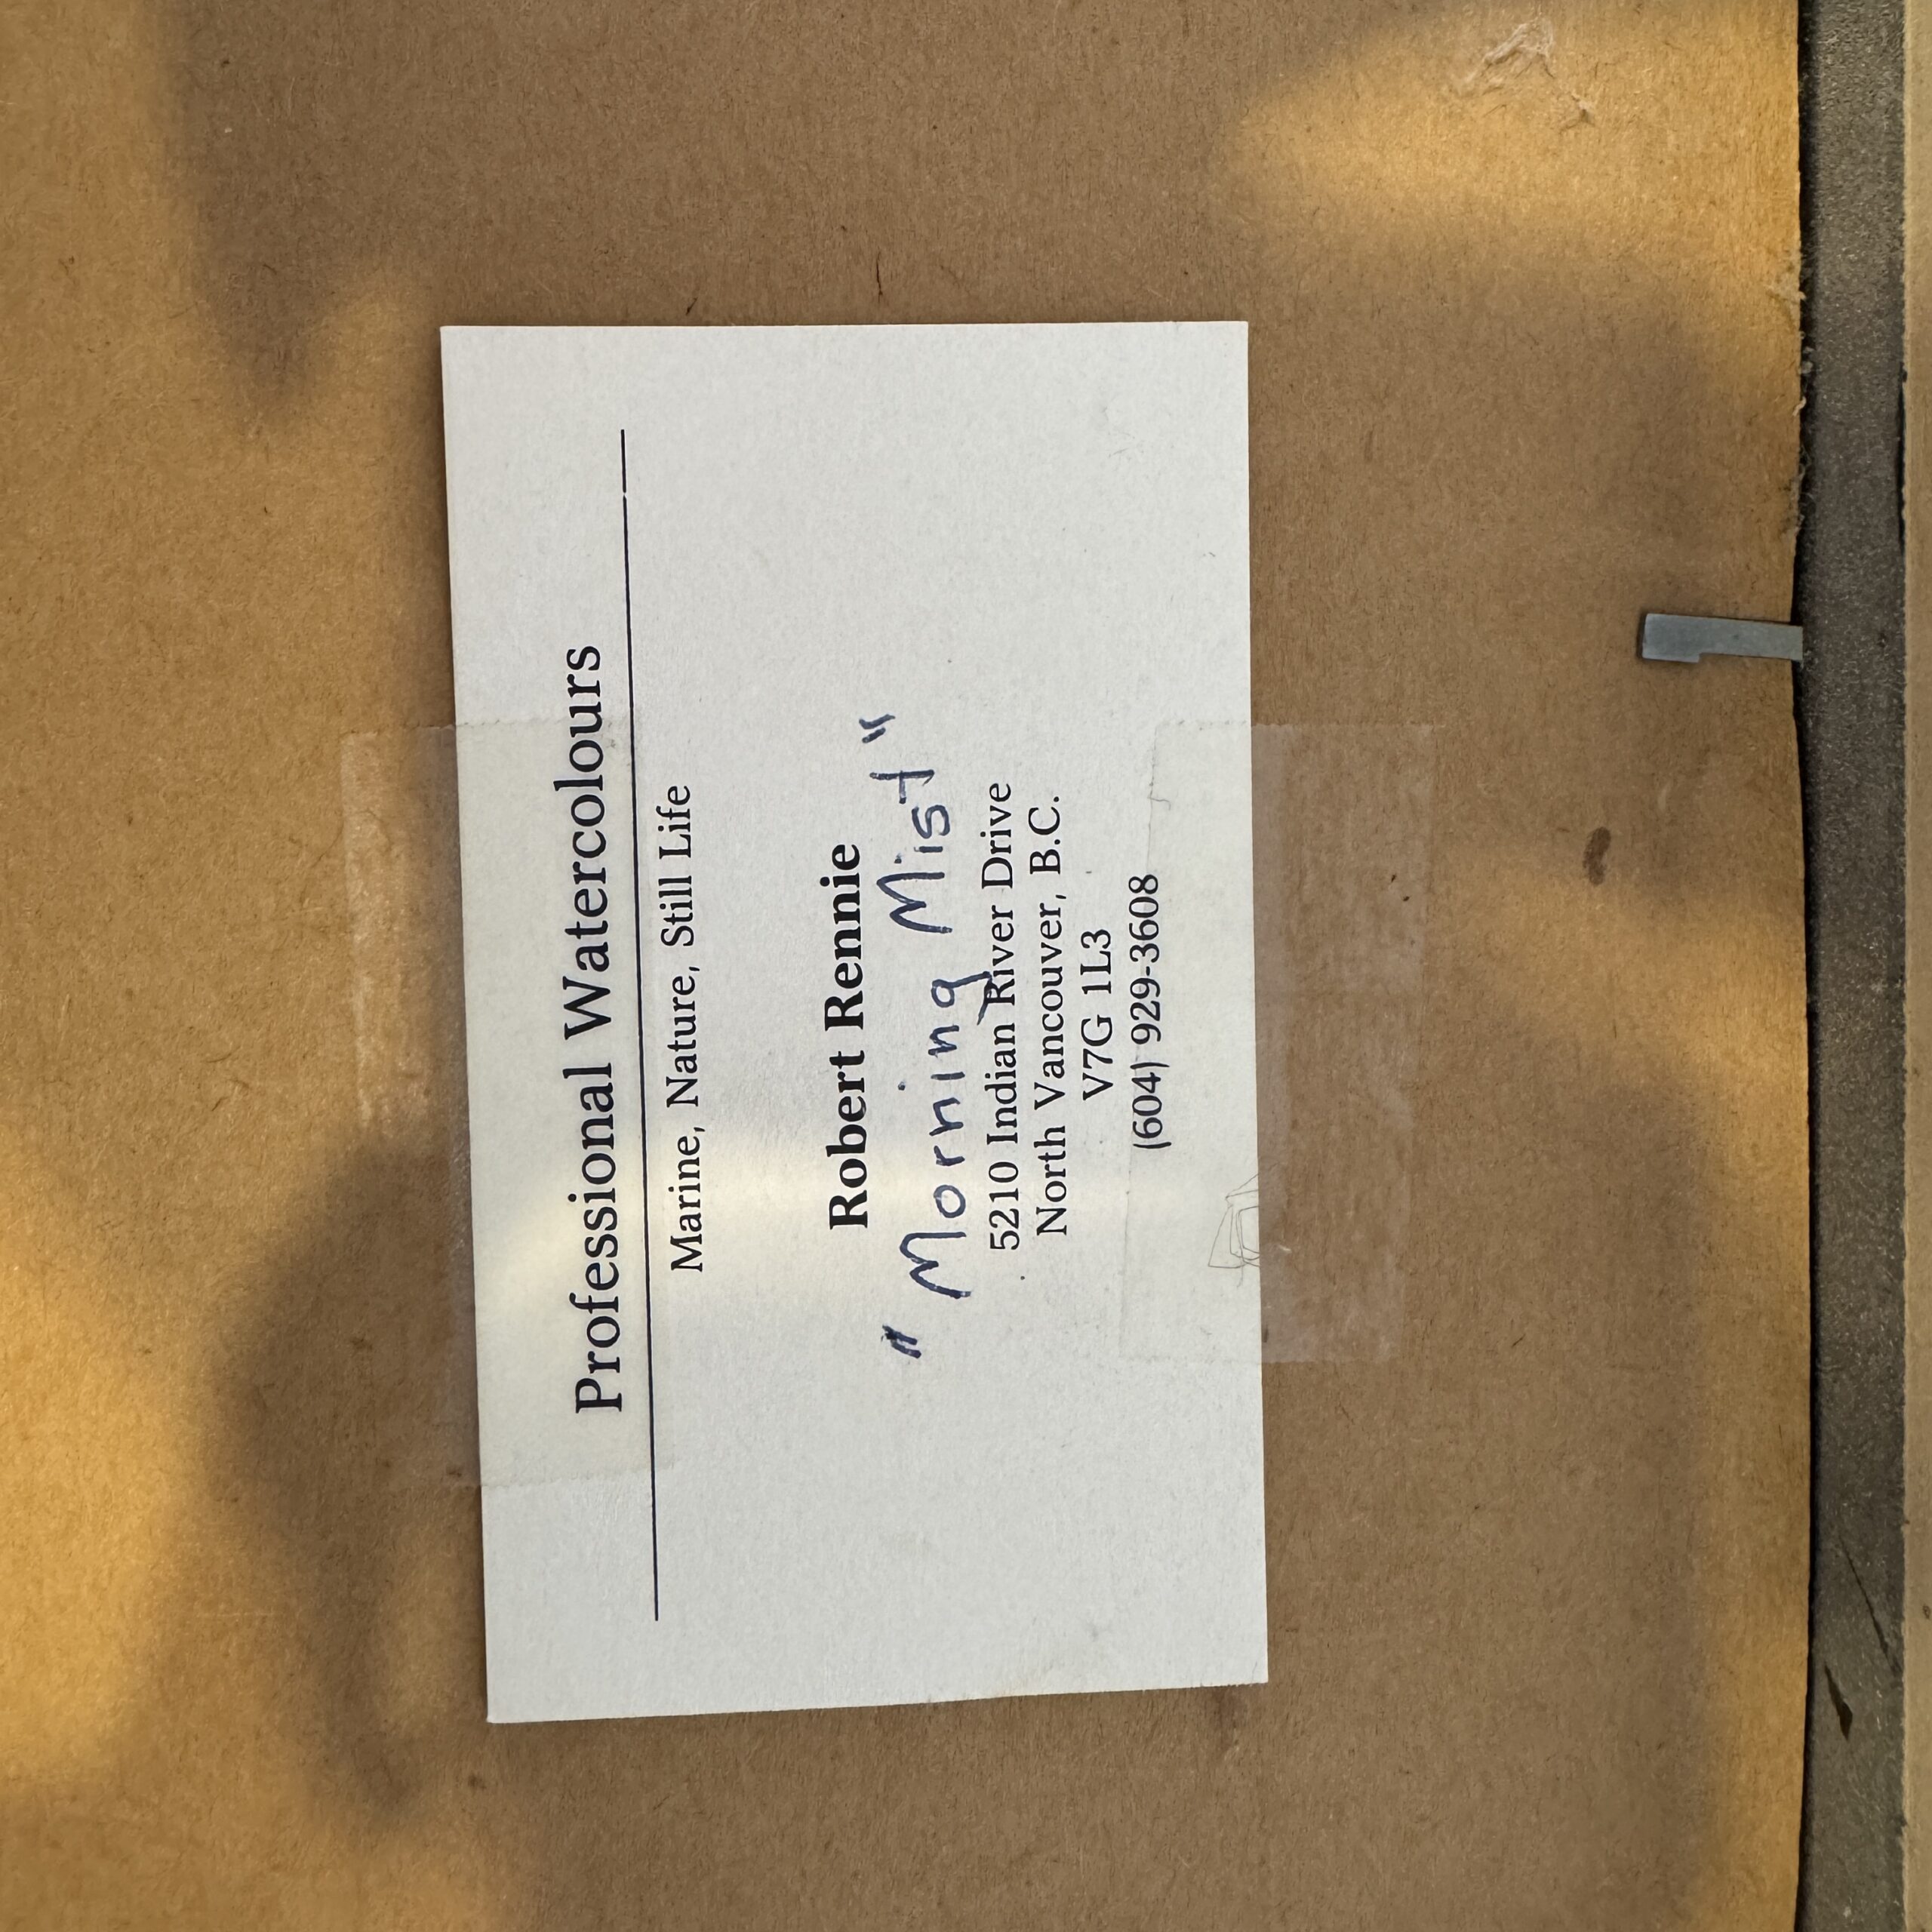 Professional Watercolours
Marine, Nature, Still Life
Robert Rennie
"Morning Mist"
5210 Indian River Drive
North Vancouver, B.C.
V7G 1L3
(604) 929-3608